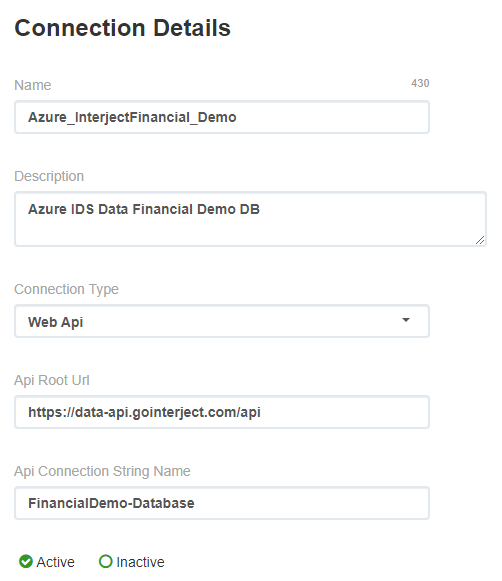 Connection Details
Name 430
Azure_InterjectFinancial_Demo
Description
Azure IDS Data Financial Demo DB
Connection Type
Web Api
Api Root Url
https://data-api.gointerject.com/api
Api Connection String Name
FinancialDemo-Database
Active Inactive